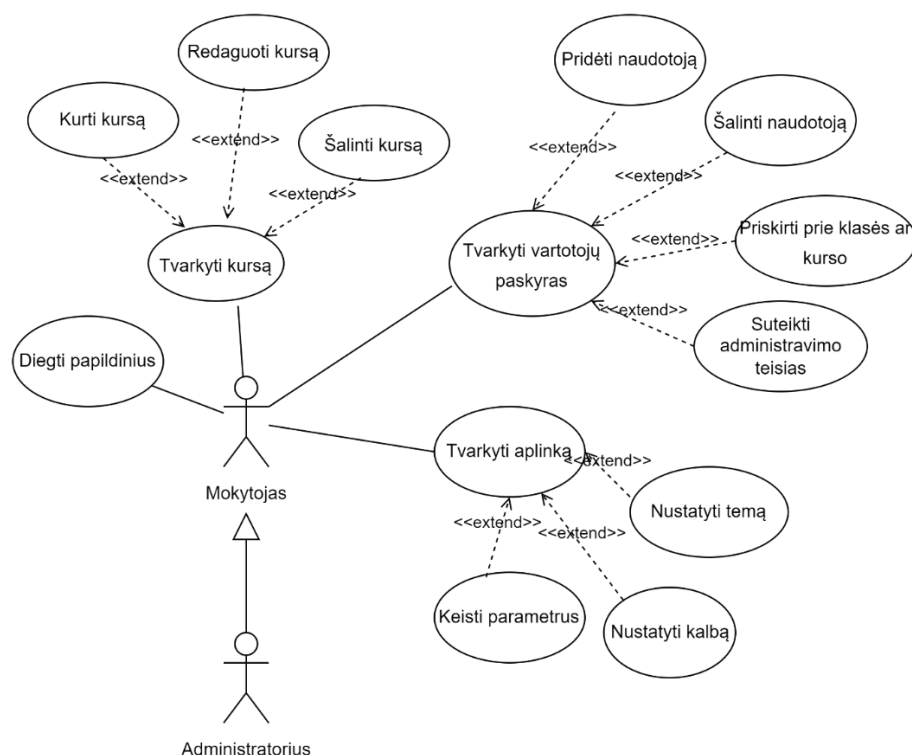 Redaguoti kursą
Pridėti naudotoją
Kurti kursą
Šalinti naudotoją
<<extend>>
Šalinti kursą
<<extend>>
<<extend>>
<<extend>>
<<extend>>
<<extend>>
Priskirti prie klasės ar
kurso
Tvarkyti kursą
Tvarkyti vartotojų
paskyras
<<extend>>
Suteikti
administravimo
teisias
Diegti papildinius
Tvarkyti aplinką
<<extend>>
Mokytojas
Nustatyti temą
<<extend>>
<<extend>>
Keisti parametrus
Nustatyti kalbą
Administratorius